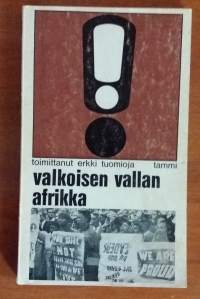 toimittanut erkki tuomioja tammi
valkoisen vallan
afrikka
WE ARE